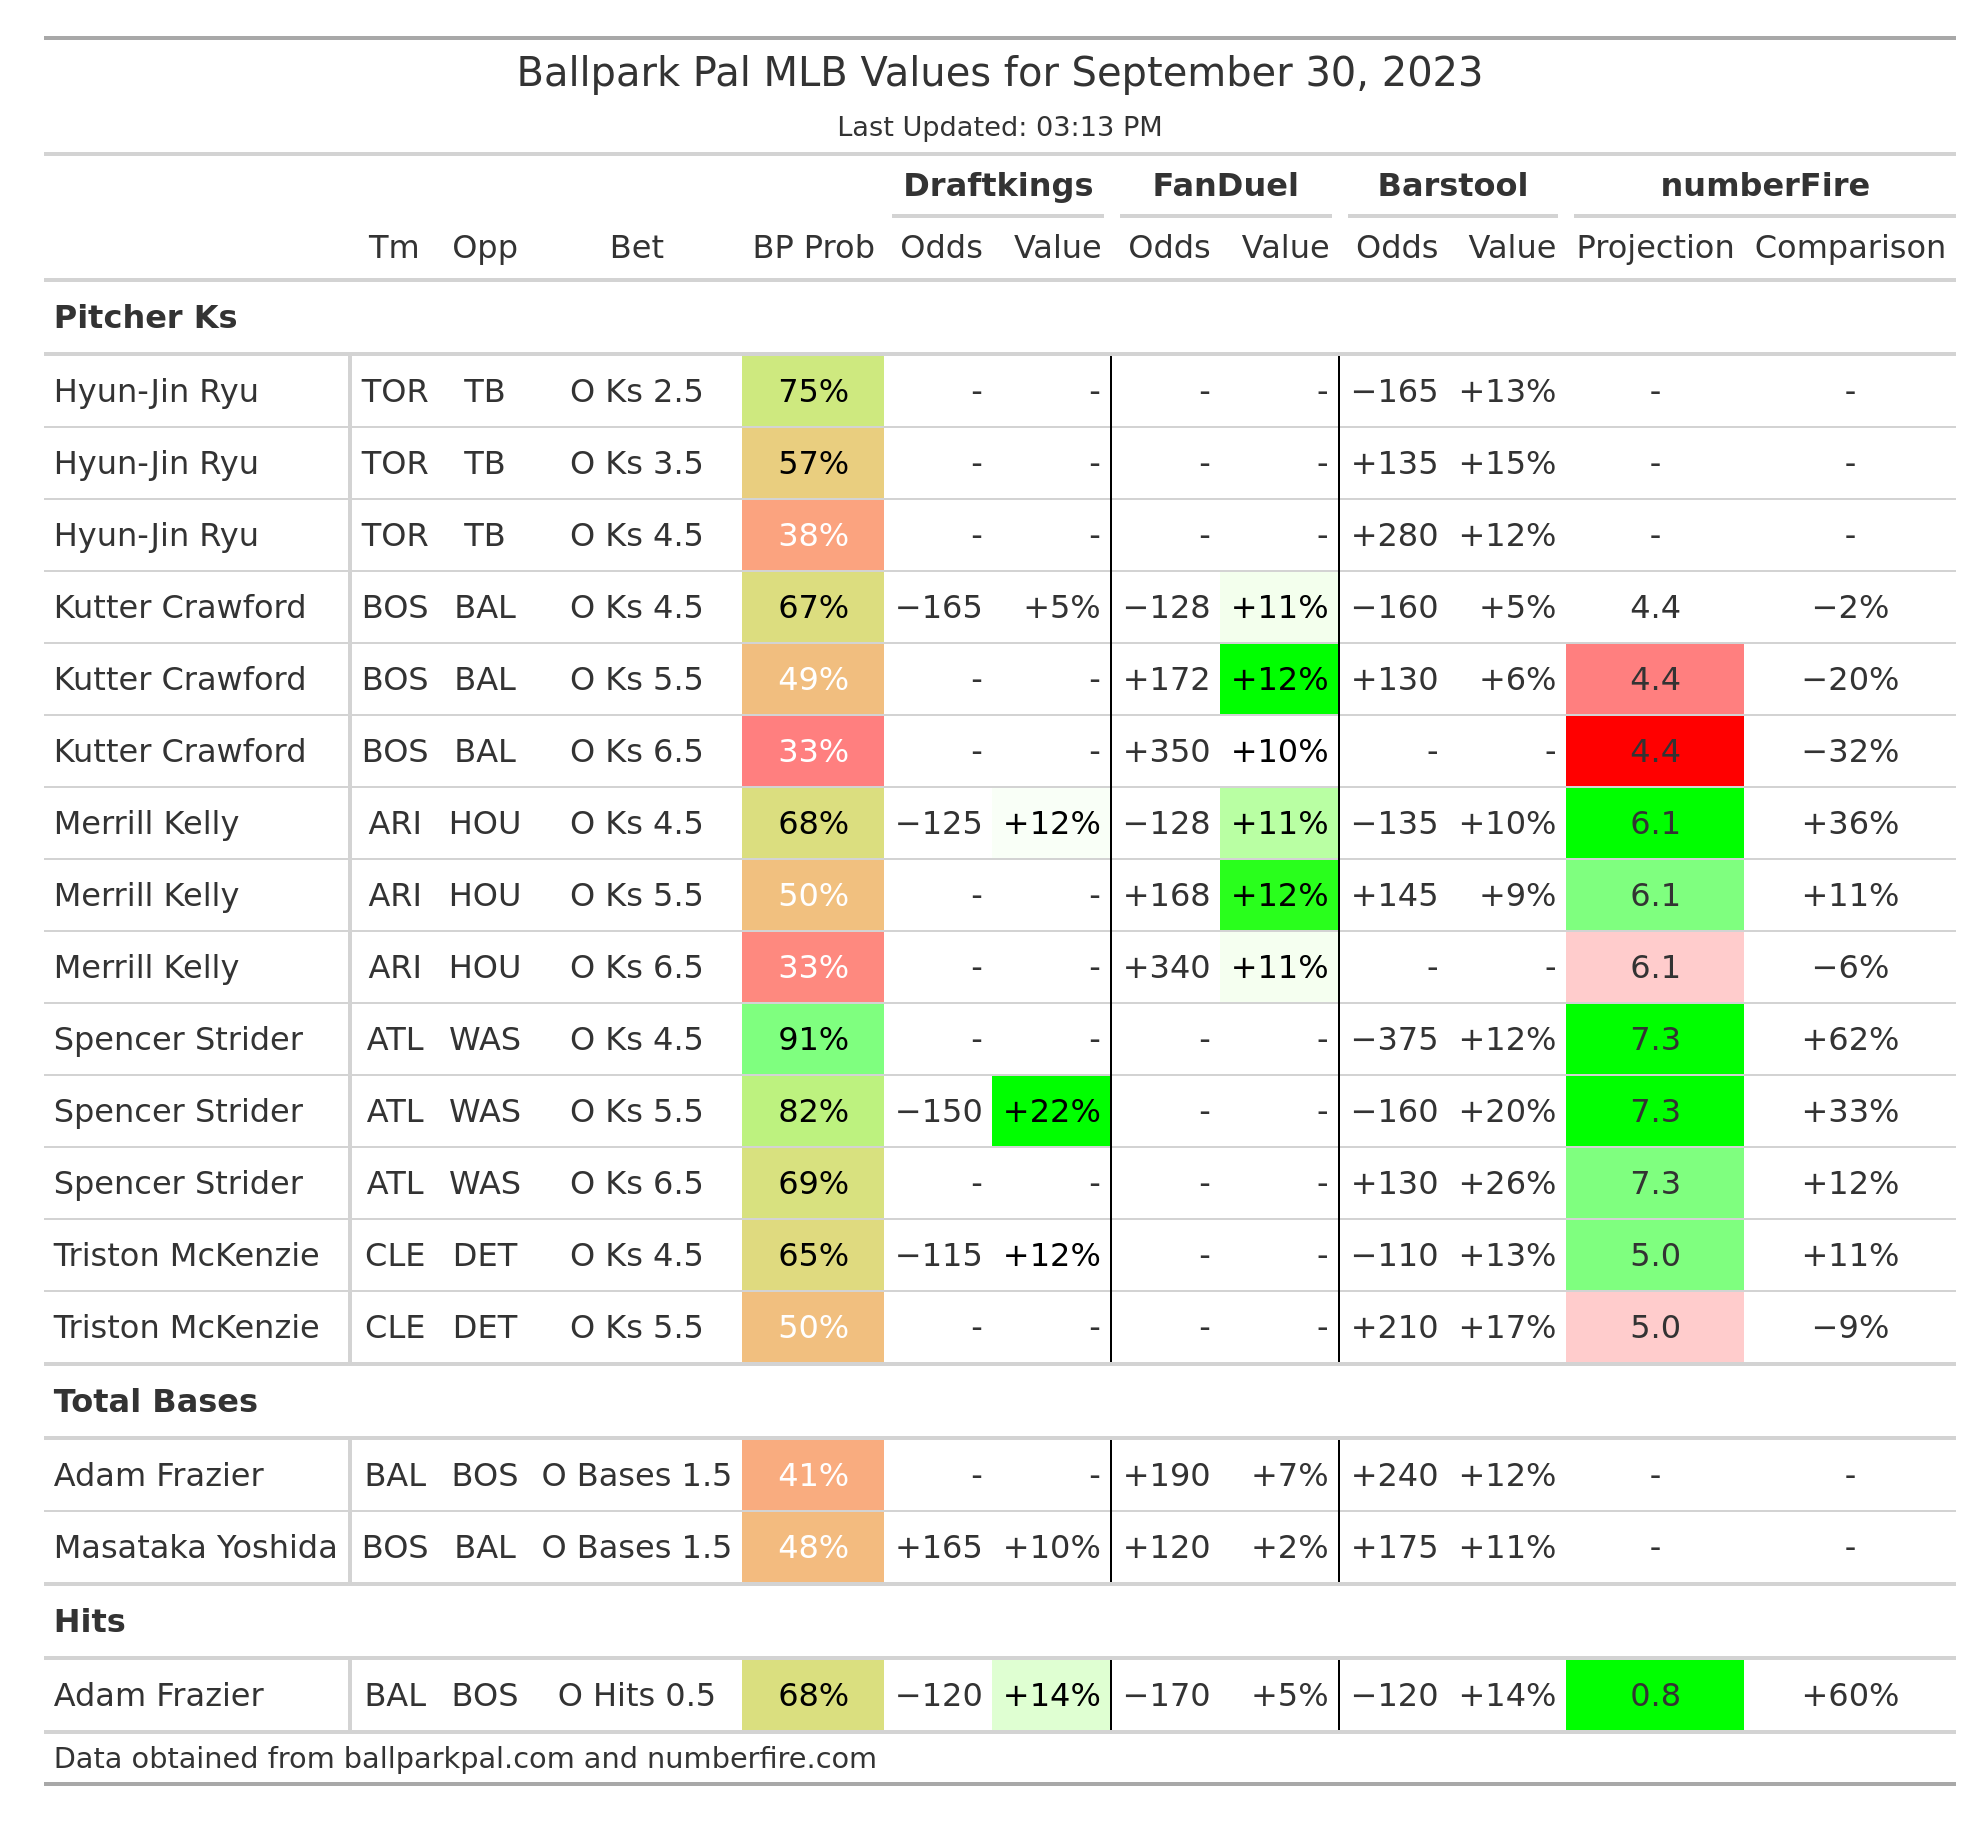 Ballpark Pal MLB Values for September 30, 2023
Last Updated: 03:13 PM
Draftkings FanDuel Barstool numberFire
Tm Opp Bet BP Prob Odds Value Odds Value Odds Value Projection Comparison
Pitcher Ks
Hyun-Jin Ryu TOR TB O Ks 2.5 75% - - - - −165 +13% - -
Hyun-Jin Ryu TOR TB O Ks 3.5 57% - - - - +135 +15% - -
Hyun-Jin Ryu TOR TB O Ks 4.5 38% - - - - +280 +12% - -
Kutter Crawford BOS BAL O Ks 4.5 67% −165 +5% −128 +11% −160 +5% 4.4 −2%
Kutter Crawford BOS BAL O Ks 5.5 49% - - +172 +12% +130 +6% 4.4 −20%
Kutter Crawford BOS BAL O Ks 6.5 33% - - +350 +10% - - 4.4 −32%
Merrill Kelly ARI HOU O Ks 4.5 68% −125 +12% −128 +11% −135 +10% 6.1 +36%
Merrill Kelly ARI HOU O Ks 5.5 50% - - +168 +12% +145 +9% 6.1 +11%
Merrill Kelly ARI HOU O Ks 6.5 33% - - +340 +11% - - 6.1 −6%
Spencer Strider ATL WAS O Ks 4.5 91% - - - - −375 +12% 7.3 +62%
Spencer Strider ATL WAS O Ks 5.5 82% −150 +22% - - −160 +20% 7.3 +33%
Spencer Strider ATL WAS O Ks 6.5 69% - - - - +130 +26% 7.3 +12%
Triston McKenzie CLE DET O Ks 4.5 65% −115 +12% - - −110 +13% 5.0 +11%
Triston McKenzie CLE DET O Ks 5.5 50% - - - - +210 +17% 5.0 −9%
Total Bases
Adam Frazier BAL BOS O Bases 1.5 41% - - +190 +7% +240 +12% - -
Masataka Yoshida BOS BAL O Bases 1.5 48% +165 +10% +120 +2% +175 +11% - -
Hits
Adam Frazier BAL BOS O Hits 0.5 68% −120 +14% −170 +5% −120 +14% 0.8 +60%
Data obtained from ballparkpal.com and numberfire.com